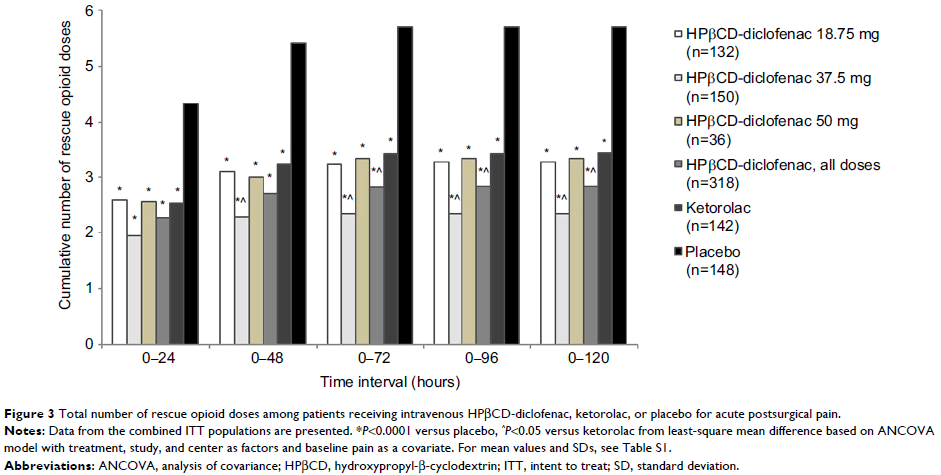 Cumulative number of rescue opioid doses
6
5
4
3
2
1
0
* * * * *
* *^ * * *
* *^ * *^ *
* *^ * *^ *
* *^ * *^ *
0–24 0–48 0–72 0–96 0–120
Time interval (hours)
HPβCD-diclofenac 18.75 mg
(n=132)
HPβCD-diclofenac 37.5 mg
(n=150)
HPβCD-diclofenac 50 mg
(n=36)
HPβCD-diclofenac, all doses
(n=318)
Ketorolac
(n=142)
Placebo
(n=148)
Figure 3 Total number of rescue opioid doses among patients receiving intravenous HPβCD-diclofenac, ketorolac, or placebo for acute postsurgical pain.
Notes: Data from the combined ITT populations are presented. *P<0.0001 versus placebo, ^P<0.05 versus ketorolac from least-square mean difference based on ANCOVA
model with treatment, study, and center as factors and baseline pain as a covariate. For mean values and SDs, see Table S1.
Abbreviations: ANCOVA, analysis of covariance; HPβCD, hydroxypropyl-β-cyclodextrin; ITT, intent to treat; SD, standard deviation.